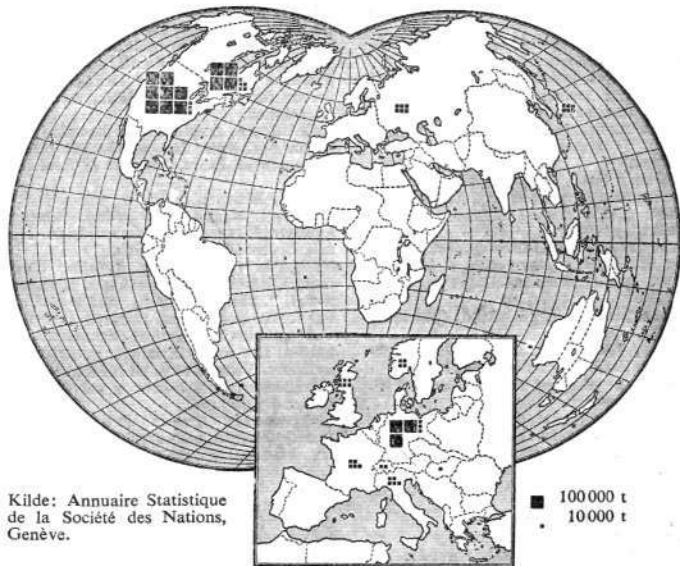 Kilde: Annuaire Statistique
de la Société des Nations,
Genève.
100 000 t
10 000 t